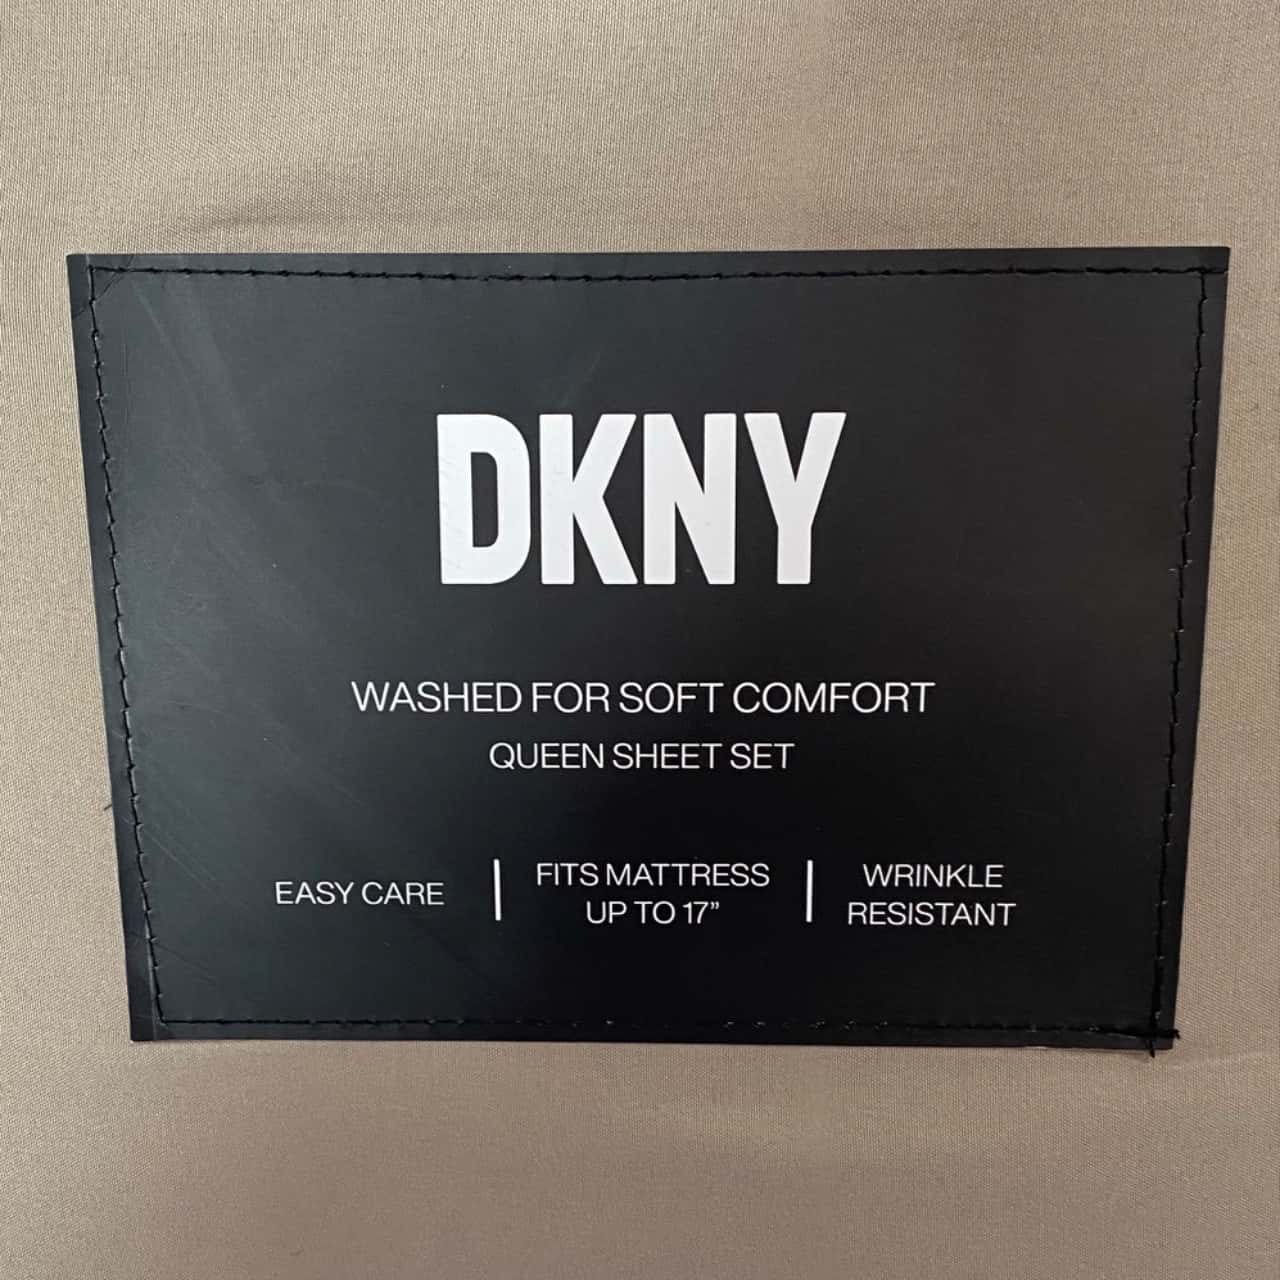 DKNY
WASHED FOR SOFT COMFORT
QUEEN SHEET SET
EASY CARE
FITS MATTRESS
UP TO 17”
WRINKLE
RESISTANT